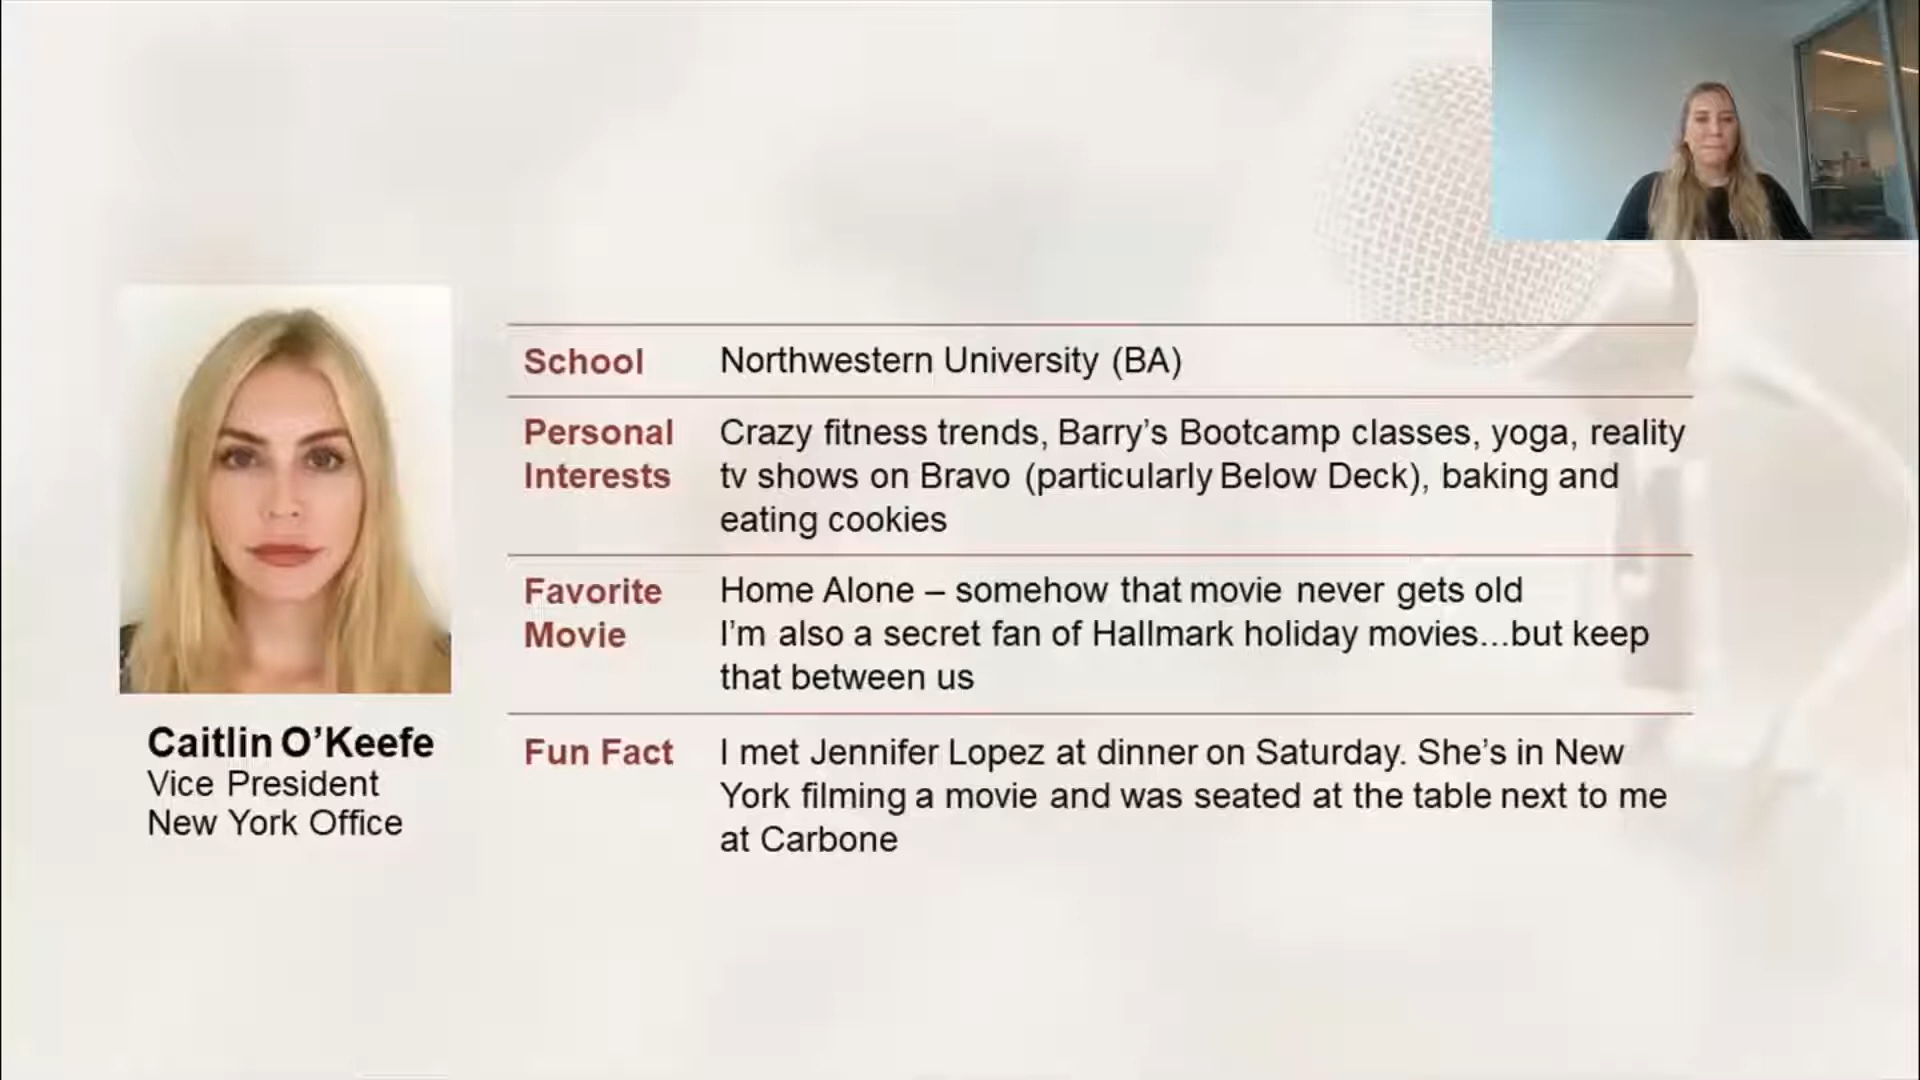 School
Northwestern University (BA)
Personal
Interests
Crazy fitness trends, Barry’s Bootcamp classes, yoga, reality
tv shows on Bravo (particularly Below Deck), baking and
eating cookies
Favorite
Movie
Home Alone – somehow that movie never gets old
I’m also a secret fan of Hallmark holiday movies...but keep
that between us
Fun Fact
I met Jennifer Lopez at dinner on Saturday. She’s in New
York filming a movie and was seated at the table next to me
at Carbone
Caitlin O’Keefe
Vice President
New York Office